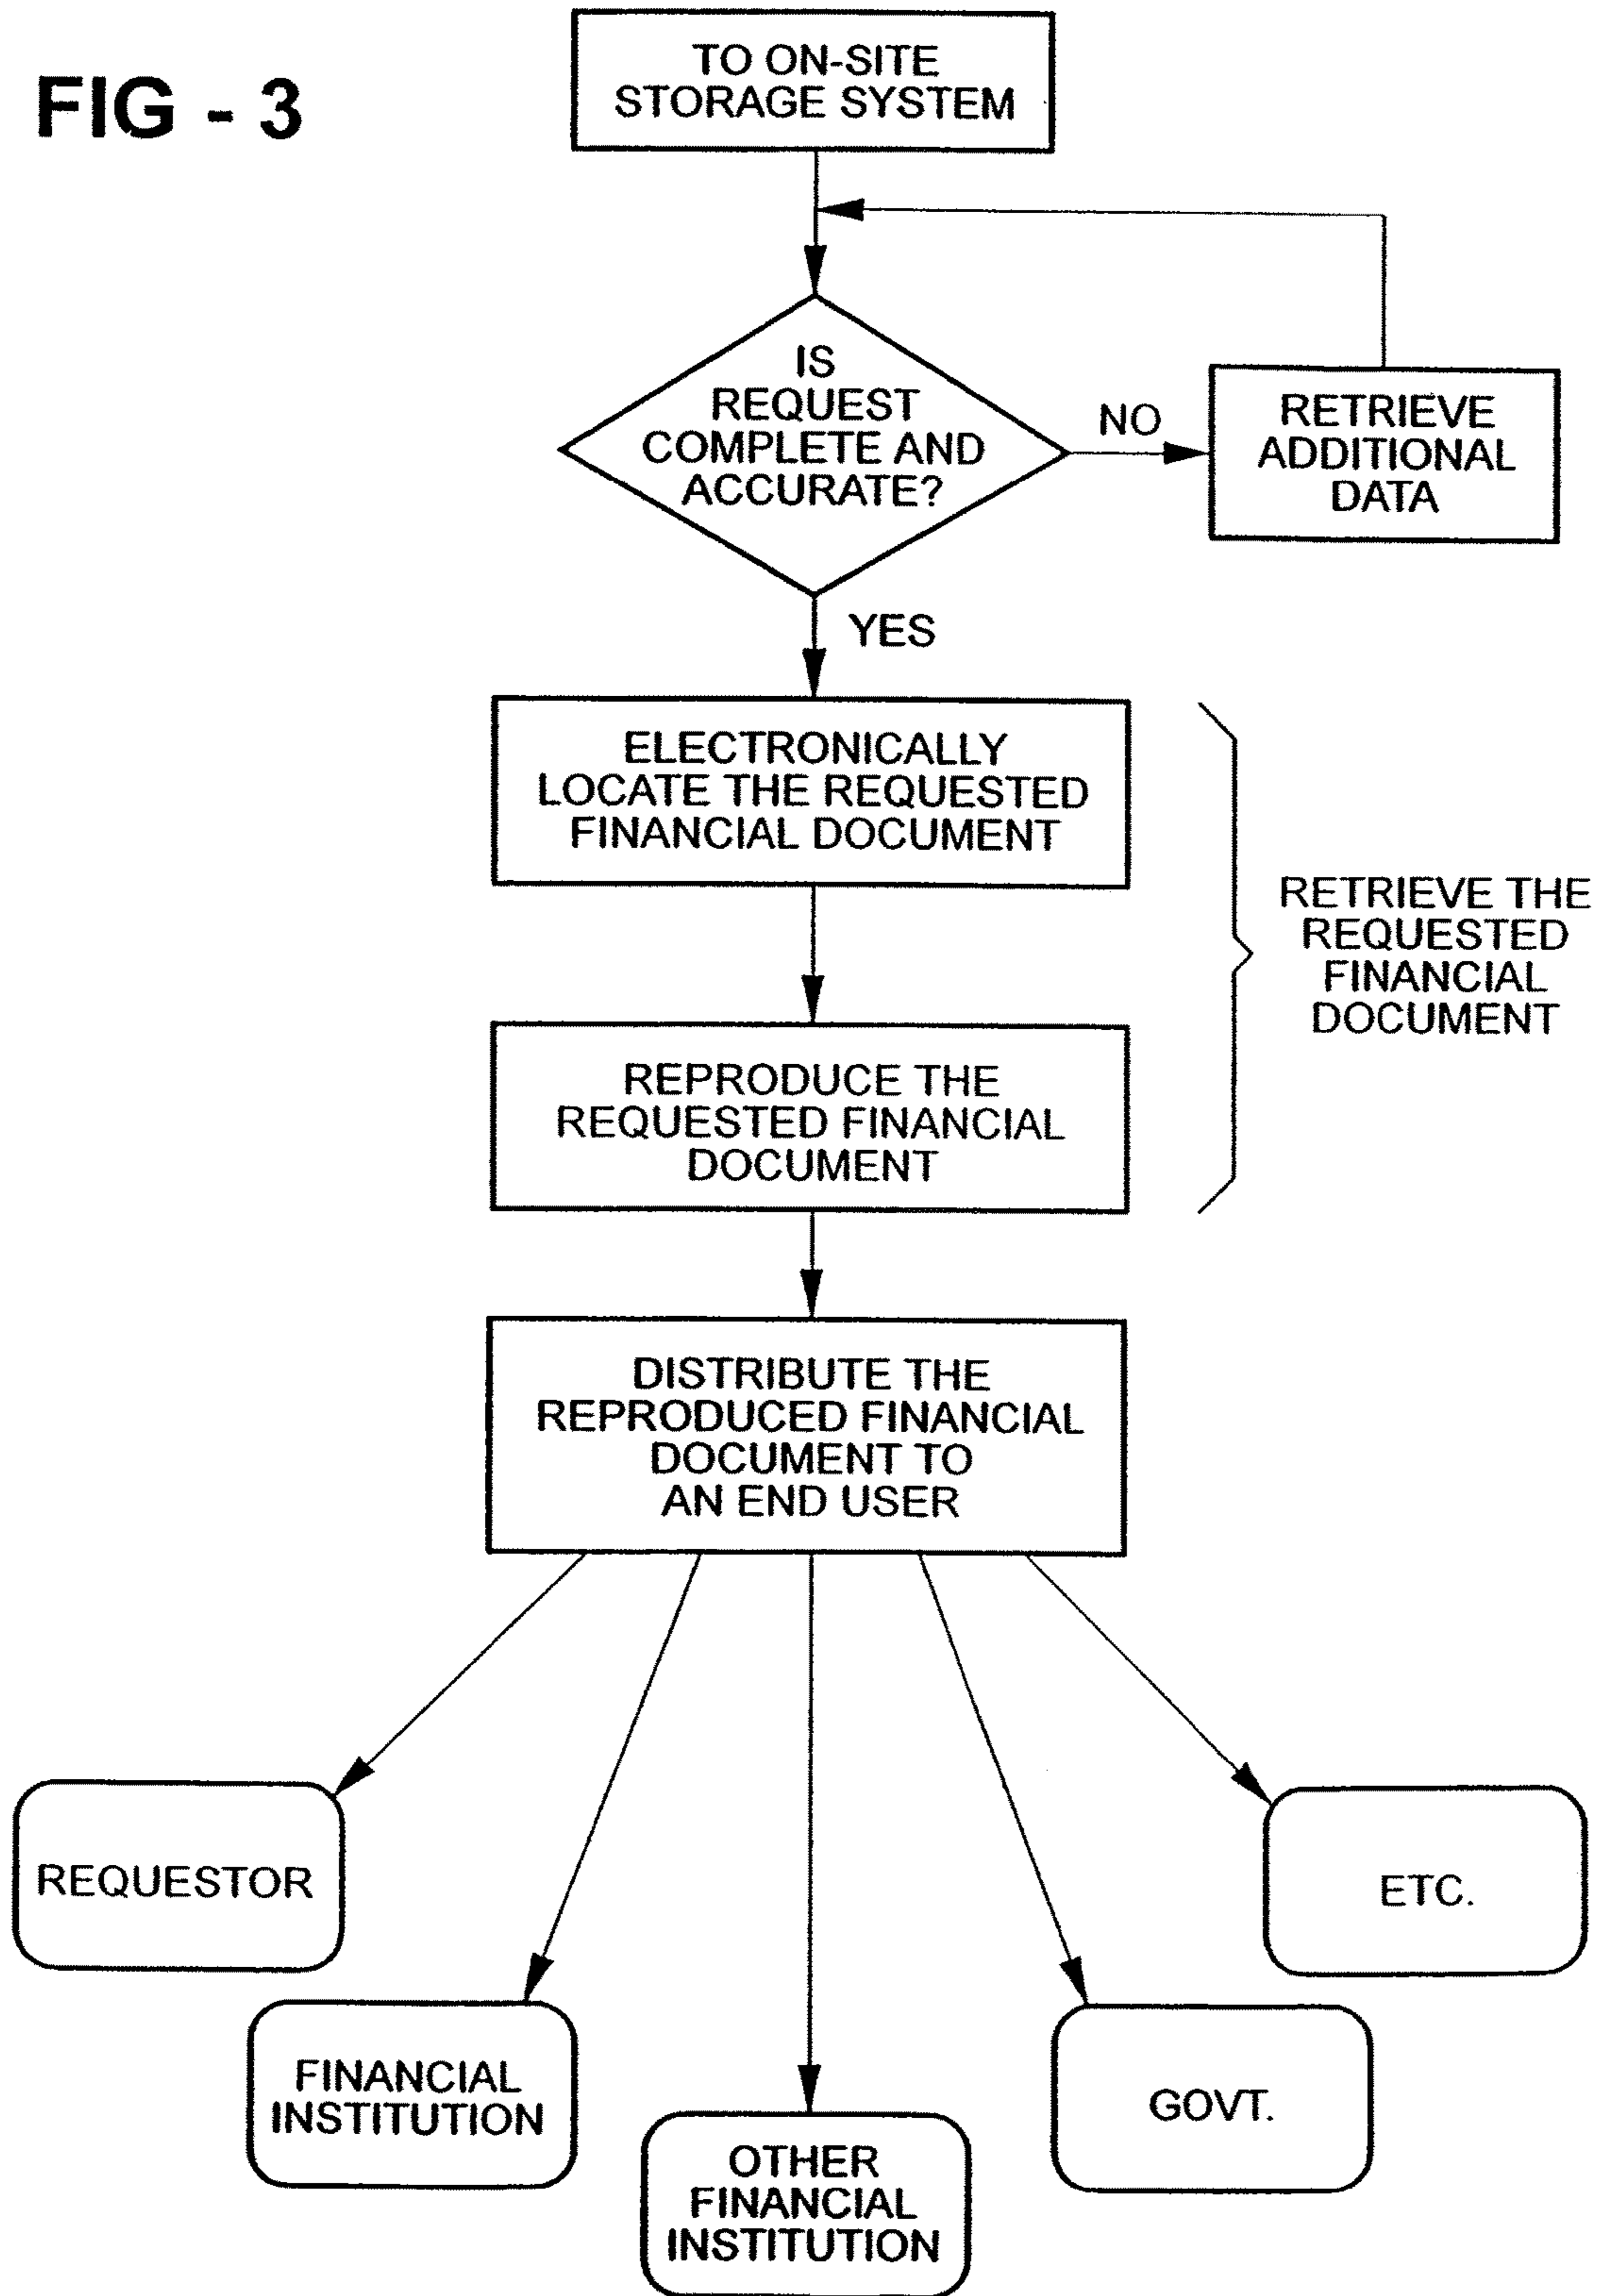 FIG - 3
TO ON-SITE
STORAGE SYSTEM
IS
REQUEST
COMPLETE AND
ACCURATE?
NO
RETRIEVE
ADDITIONAL
DATA
YES
ELECTRONICALLY
LOCATE THE REQUESTED
FINANCIAL DOCUMENT
RETRIEVE THE
REQUESTED
FINANCIAL
DOCUMENT
REPRODUCE THE
REQUESTED FINANCIAL
DOCUMENT
DISTRIBUTE THE
REPRODUCED FINANCIAL
DOCUMENT TO
AN END USER
REQUESTOR
FINANCIAL
INSTITUTION
OTHER
FINANCIAL
INSTITUTION
GOVT.
ETC.